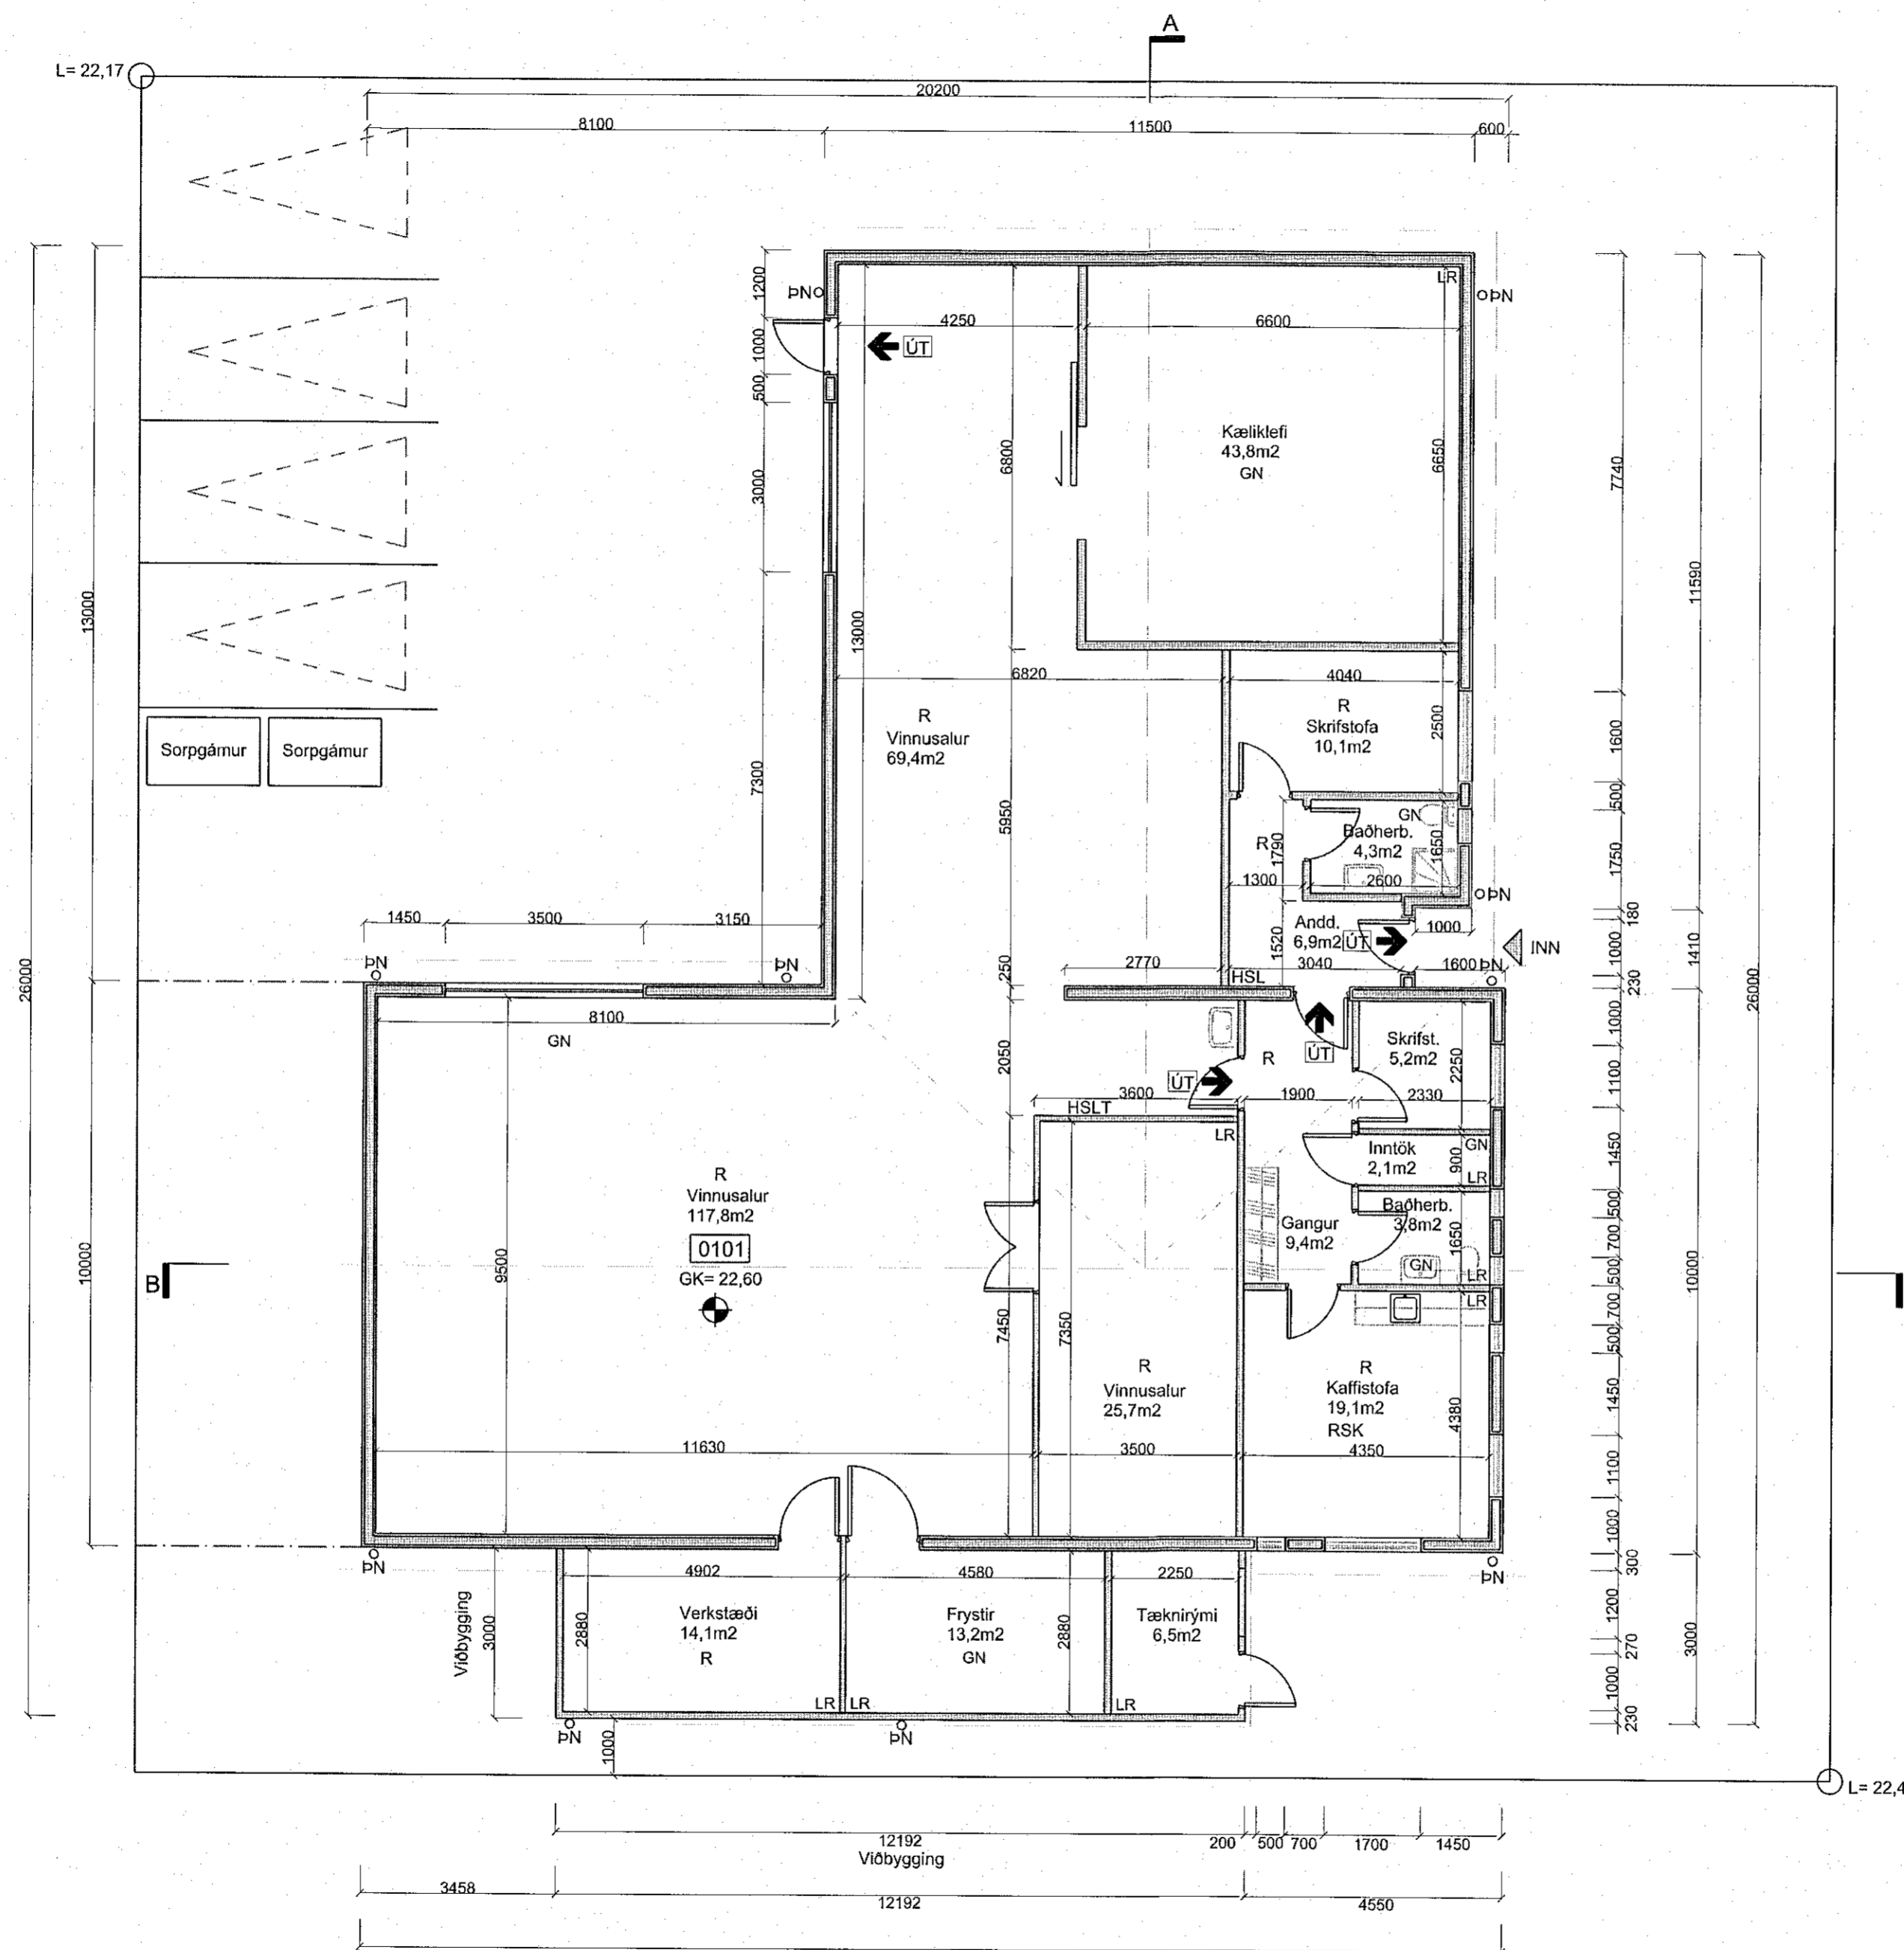 A
L= 22,17
20200
8100
11500
600
1200
ÞN
LR
ÞN
4250
6600
1000
ÚT
500
Kæliklefi
43,8m2
GN
6800
6650
3000
7740
11590
13000
13000
6820
4040
R
Skrifstofa
10,1m2
2500
1600
R
Vinnusalur
69,4m2
Sorpgámur
Sorpgámur
7300
500
5950
GN
Baðherb.
4,3m2
1650
R
1790
1750
1300
2600
ÞN
180
1450
3500
3150
Andd.
6,9m2
ÚT
1000
INN
1520
1000
1410
26000
26000
ÞN
ÞN
250
2770
3040
1600
ÞN
HSL
230
8100
GN
2050
R
ÚT
Skrifst.
5,2m2
2250
1000
ÚT
3600
1900
2330
1100
HSLT
LR
GN
Inntök
2,1m2
900
LR
1450
R
Vinnusalur
117,8m2
0101
GK= 22,60
Baðherb.
3,8m2
1650
500
Gangur
9,4m2
700
GN
LR
500
B
10000
9500
10000
LR
700
7450
7350
500
R
Vinnusalur
25,7m2
R
Kaffistofa
19,1m2
RSK
4380
1450
11630
3500
4350
1100
1000
ÞN
ÞN
300
4902
4580
2250
Viðbygging
3000
2880
Verkstæði
14,1m2
R
Frystir
13,2m2
GN
2880
Tæknirými
6,5m2
1200
270
3000
1000
LR
LR
LR
230
ÞN
ÞN
1000
L= 22,4
12192
200
500
700
1700
1450
Viðbygging
3458
12192
4550